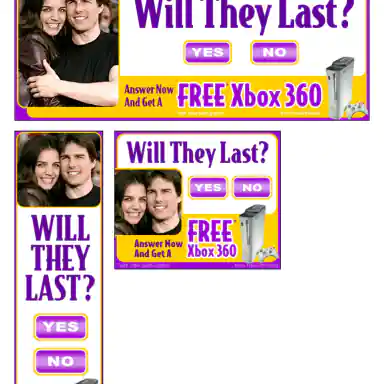 Will They Last?
YES NO
Answer Now
And Get A
FREE Xbox 360
Will They Last?
YES NO
Answer Now
And Get A
FREE
Xbox 360
WILL
THEY
LAST?
YES
NO